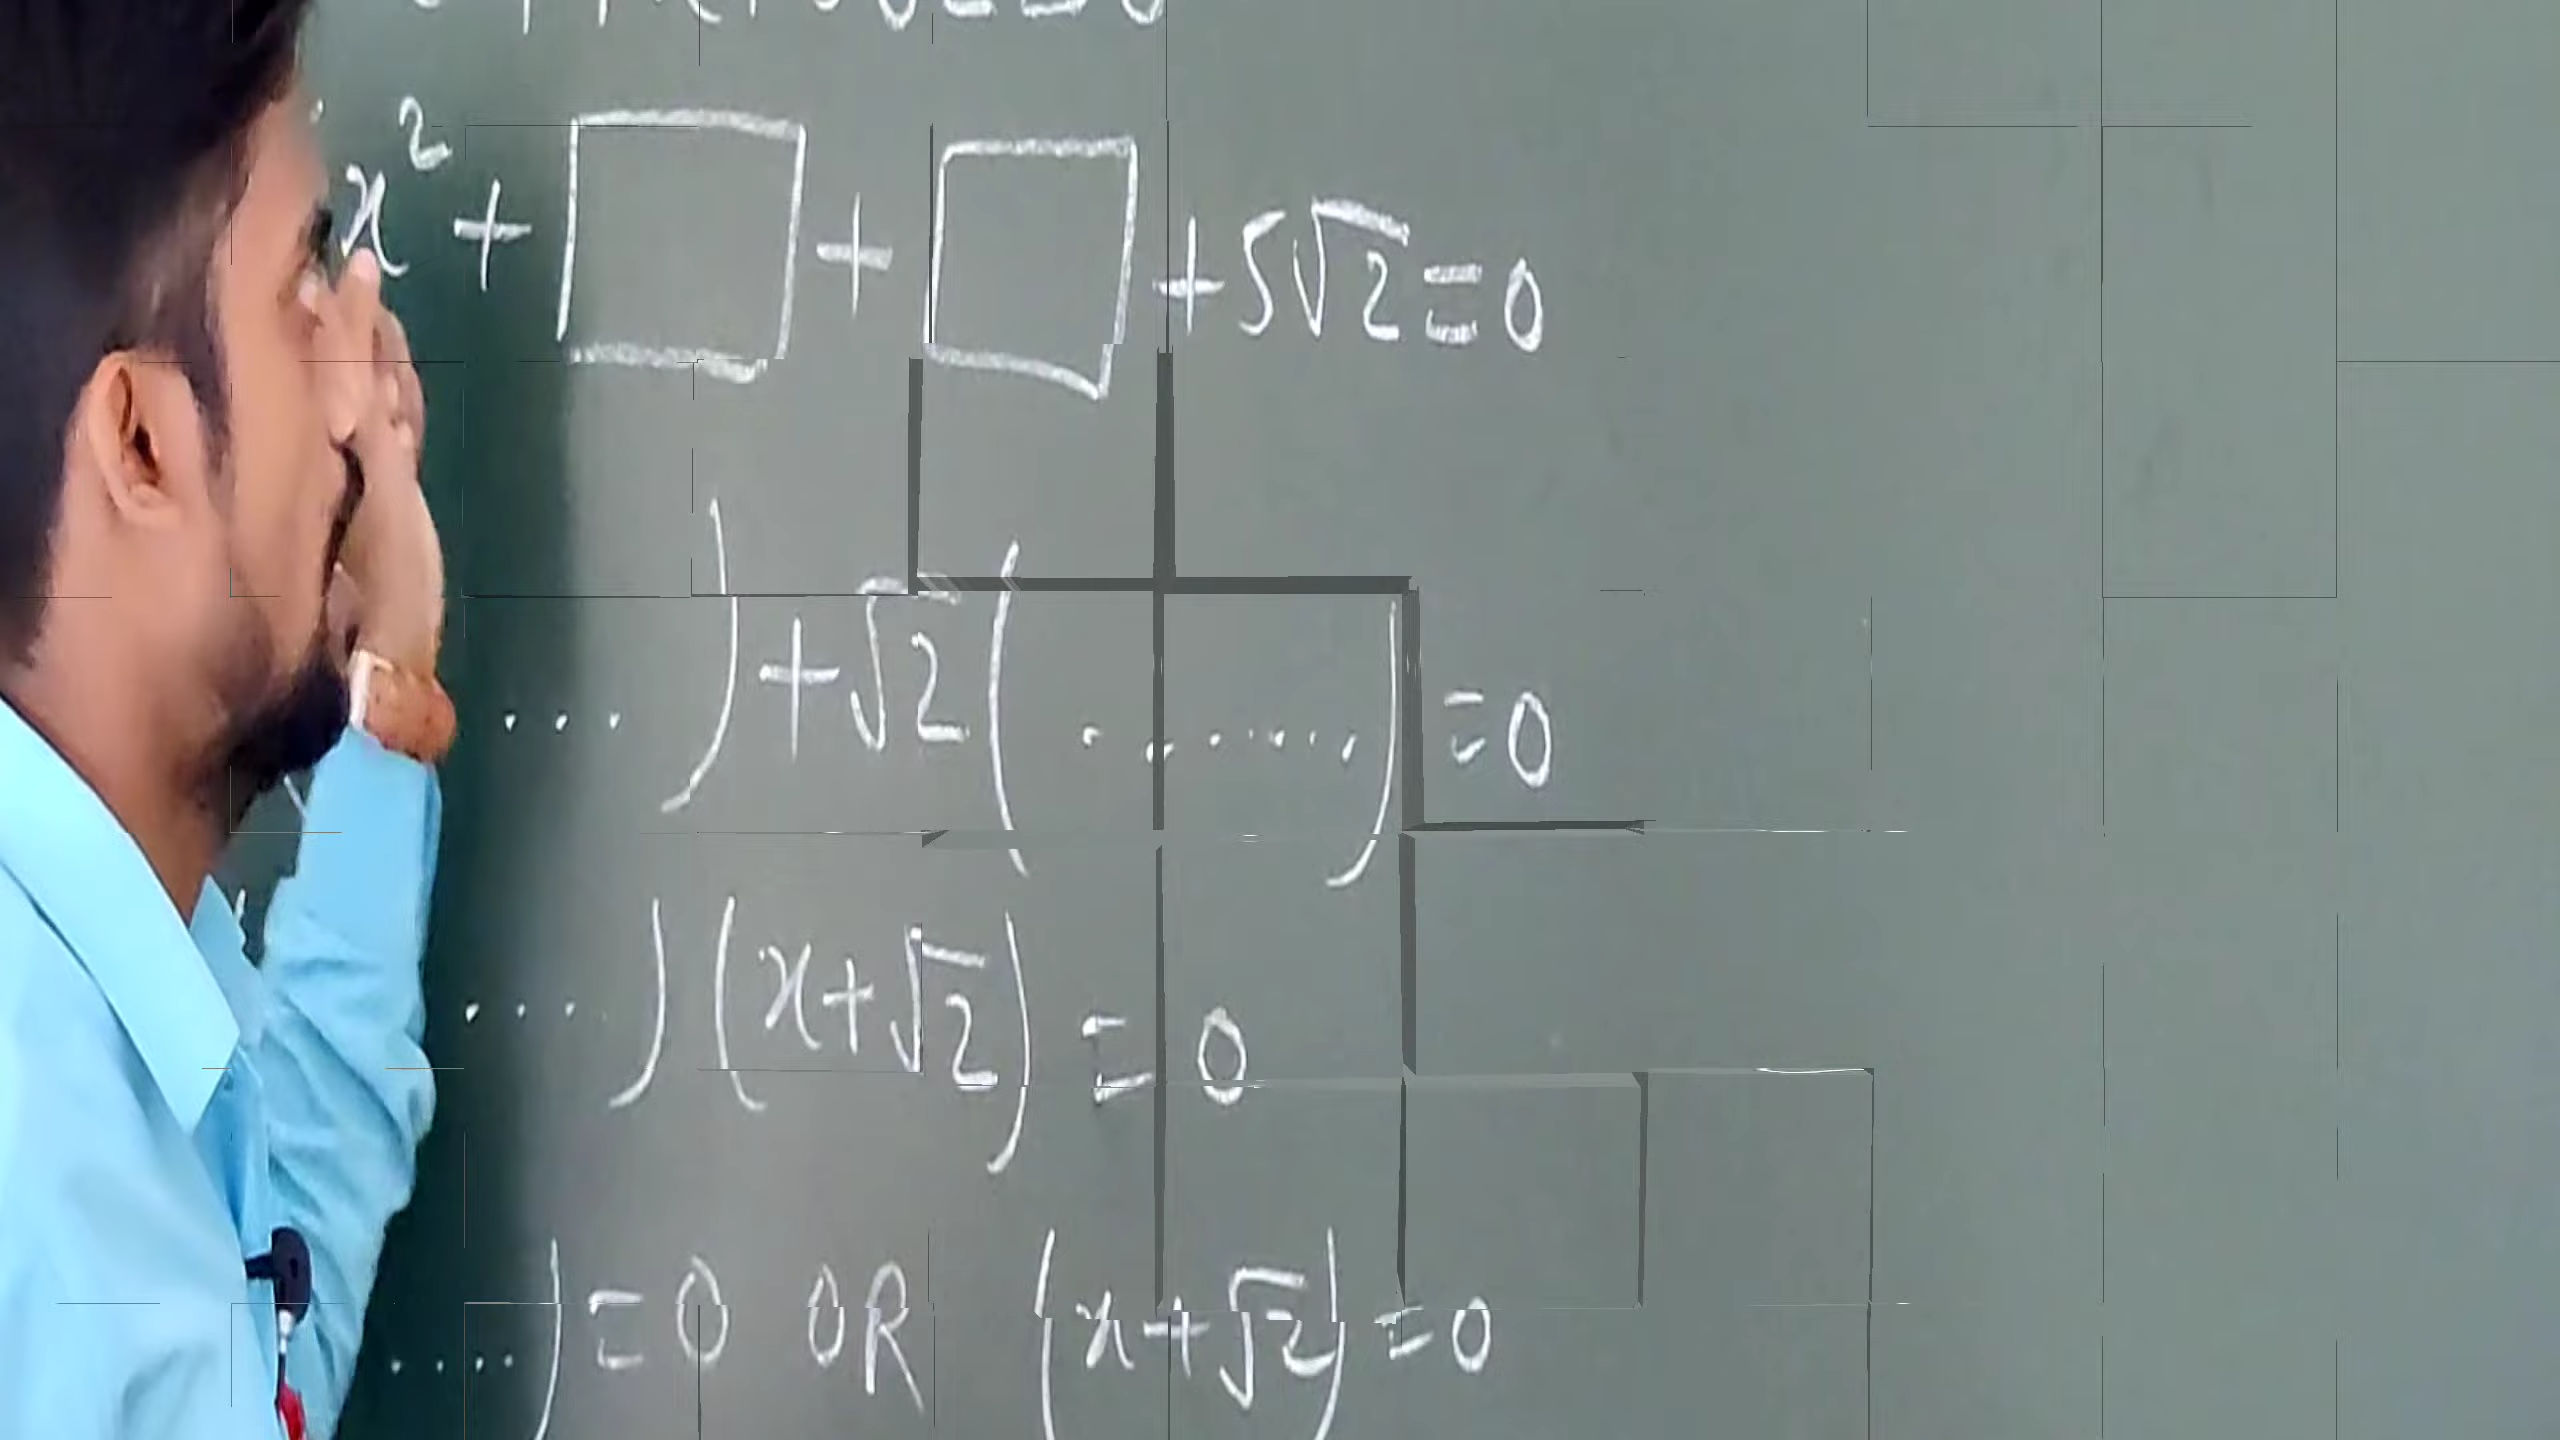 x² + □ + □ + 5√2 = 0
....) + √2 (.......) = 0
....) (x+√2) = 0
....) = 0 OR (x+√2) = 0